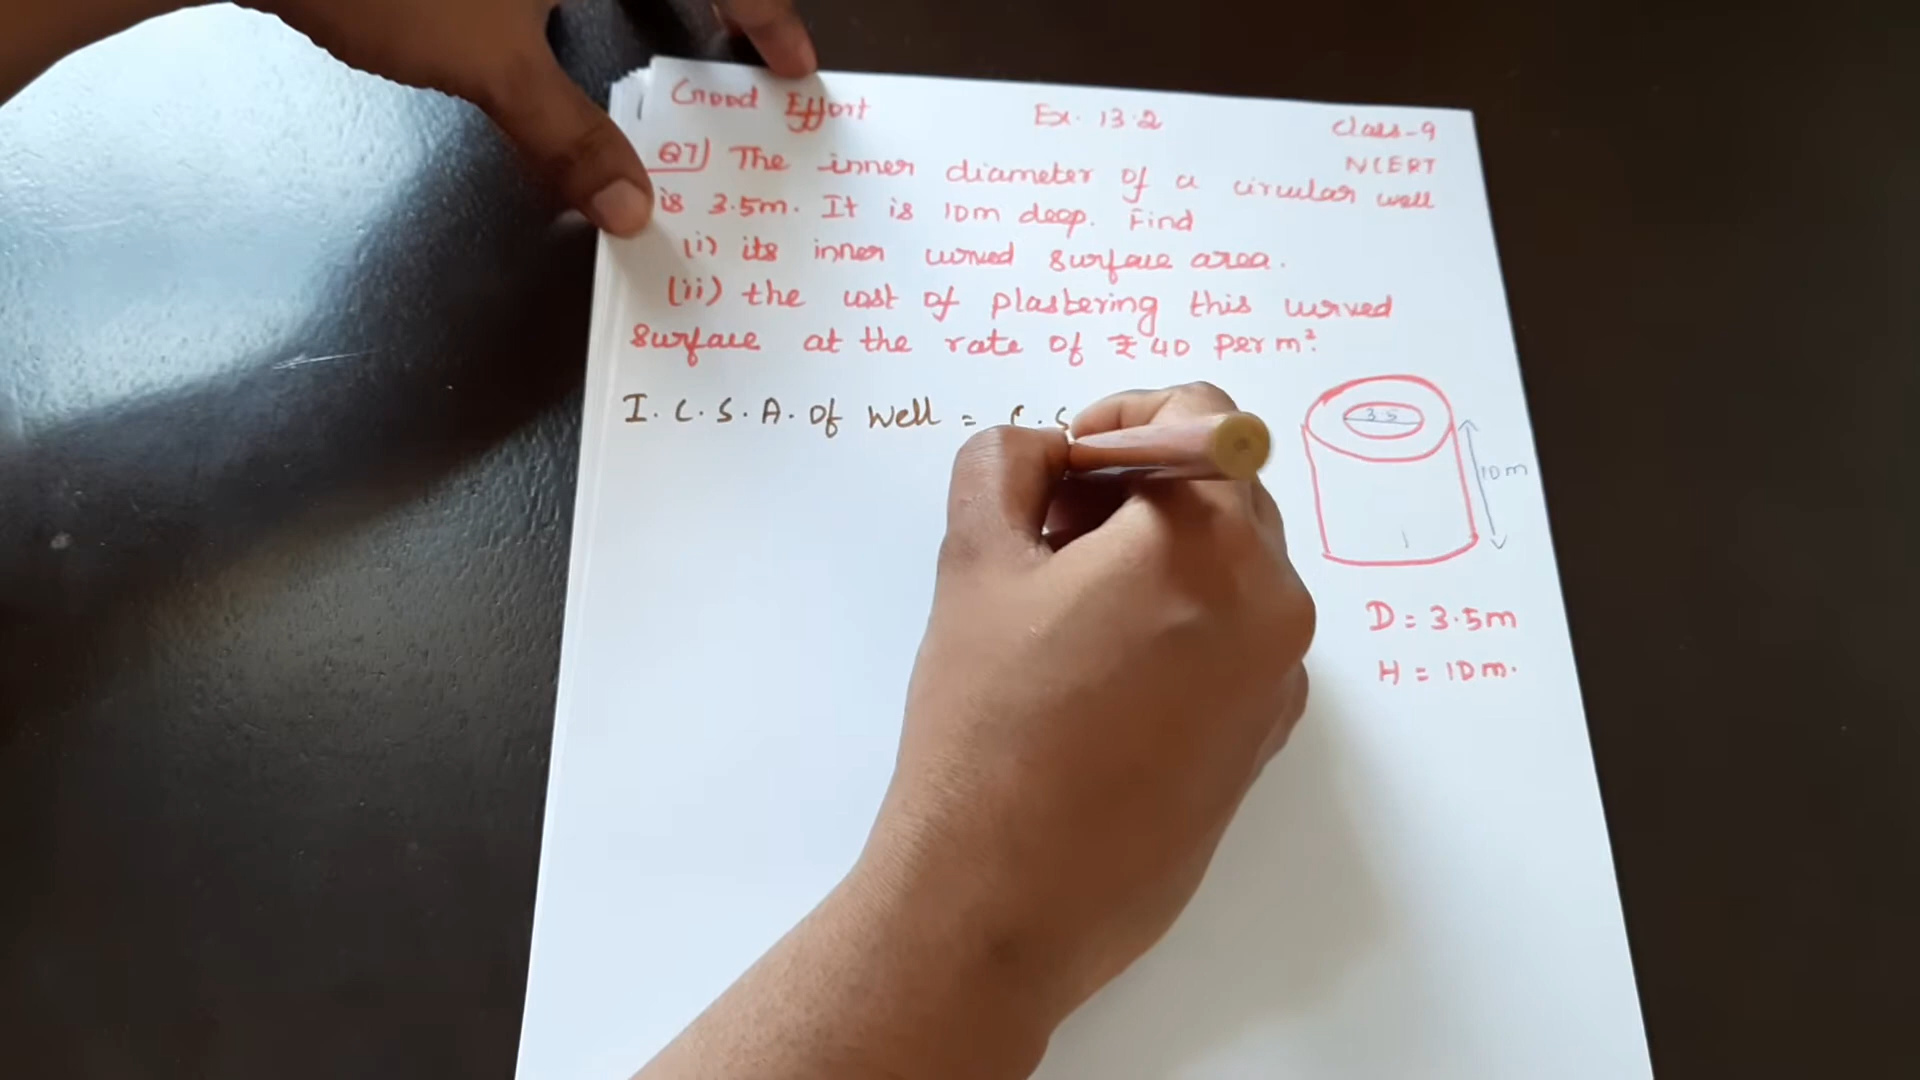 Good Effort Ex. 13.2 Class-9
NCERT
Q7) The inner diameter of a circular well
is 3.5m. It is 10m deep. Find
(i) its inner curved surface area.
(ii) the cost of plastering this curved
surface at the rate of ₹ 40 per m².
I. C. S. A. Of Well = C. S
3.5
10m
D = 3.5m
H = 10m.